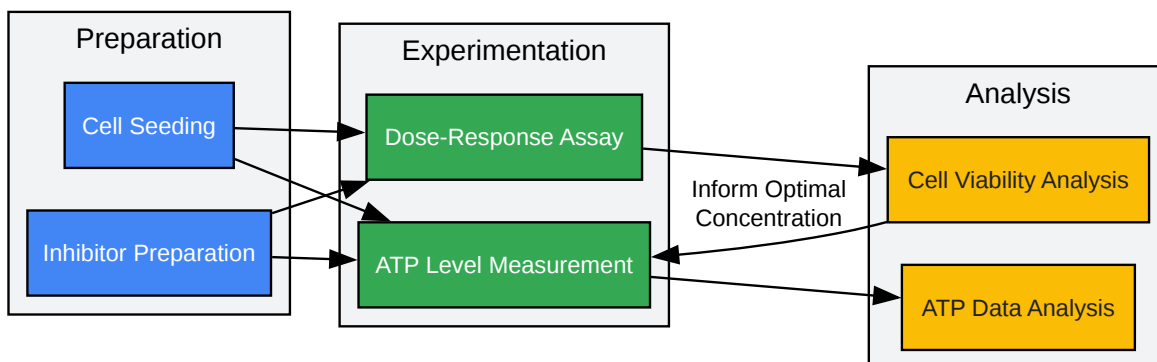 Preparation
Cell Seeding
Inhibitor Preparation
Experimentation
Dose-Response Assay
ATP Level Measurement
Inform Optimal
Concentration
Analysis
Cell Viability Analysis
ATP Data Analysis